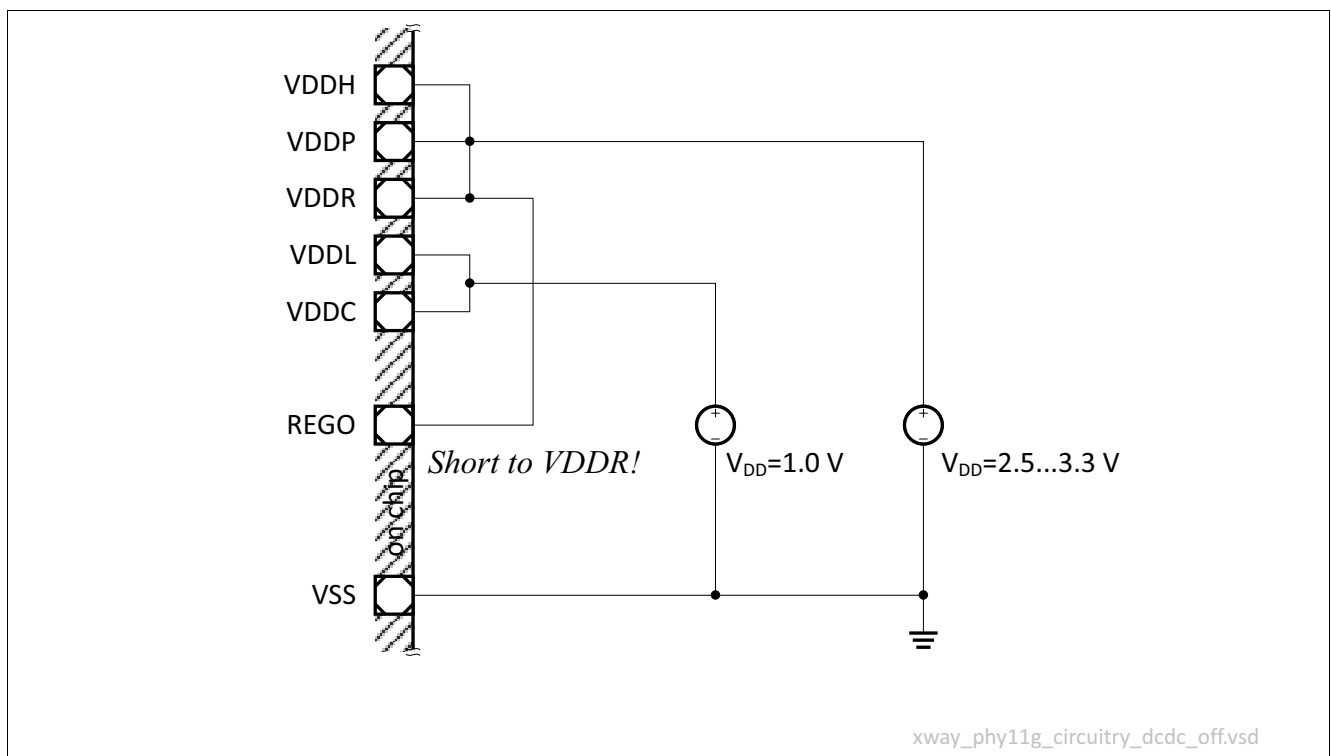 VDDH
VDDP
VDDR
VDDL
VDDC
REGO
Short to VDDR!
+
−
VDD=1.0 V
+
−
VDD=2.5...3.3 V
on chip
VSS
xway_phy11g_circuitry_dcdc_off.vsd